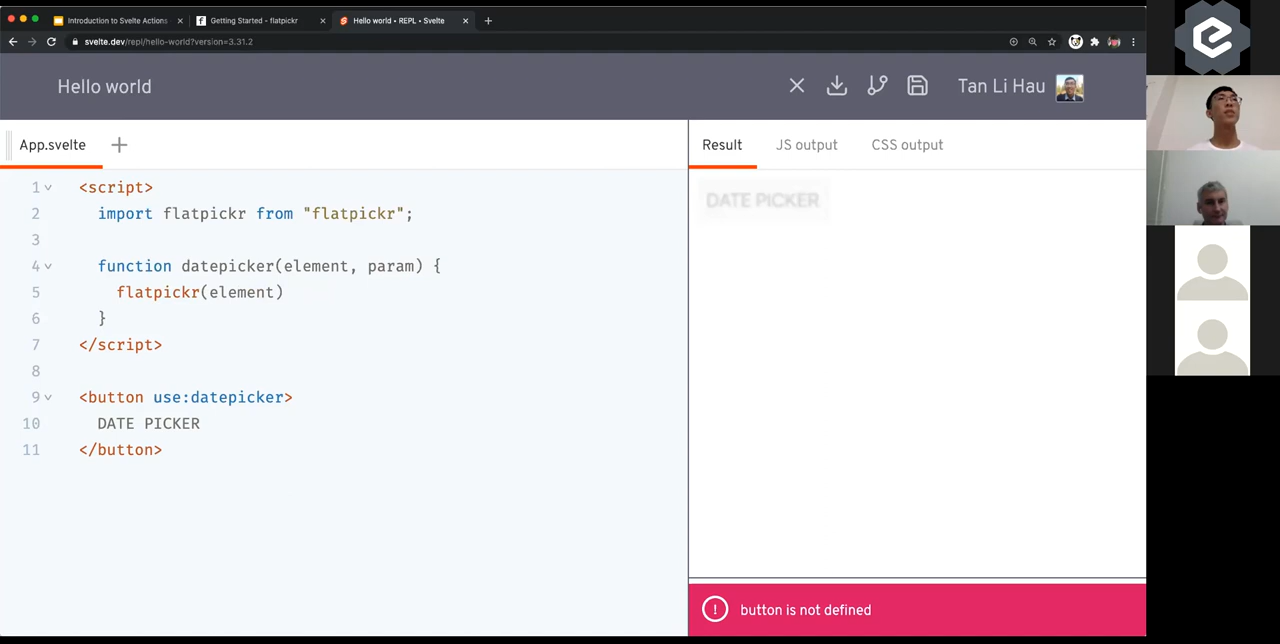 Introduction to Svelte Actions
Getting Started - flatpickr
Hello world • REPL • Svelte
svelte.dev/repl/hello-world?version=3.31.2
Hello world
Tan Li Hau
App.svelte
Result
JS output
CSS output
1 <script>
2 import flatpickr from "flatpickr";
3
4 function datepicker(element, param) {
5 flatpickr(element)
6 }
7 </script>
8
9 <button use:datepicker>
10 DATE PICKER
11 </button>
DATE PICKER
! button is not defined